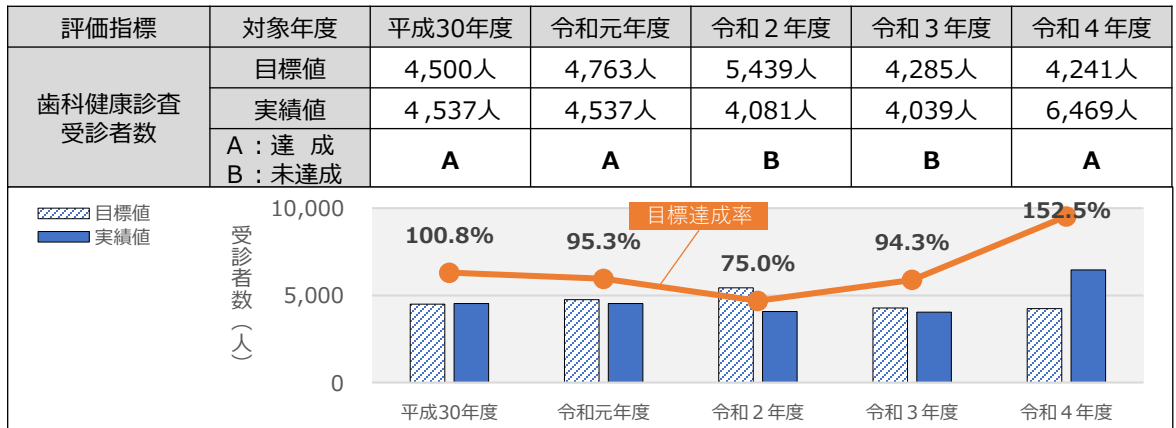 評価指標 対象年度 平成30年度 令和元年度 令和２年度 令和３年度 令和４年度
歯科健康診査
受診者数
目標値 4,500人 4,763人 5,439人 4,285人 4,241人
実績値 4,537人 4,537人 4,081人 4,039人 6,469人
A：達 成
B：未達成
A A B B A
目標値
実績値
受診者数（人）
10,000
5,000
0
目標達成率
100.8% 95.3% 75.0% 94.3% 152.5%
平成30年度 令和元年度 令和２年度 令和３年度 令和４年度